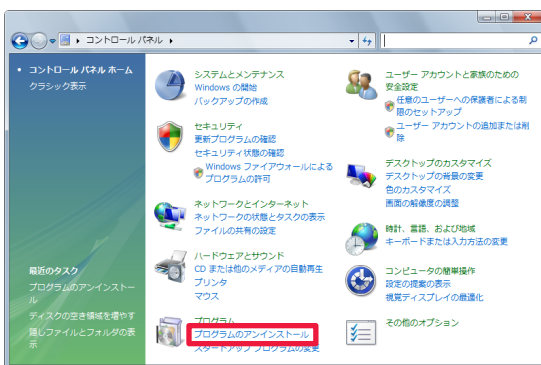 コントロール パネル
コントロール パネル ホーム
クラシック表示
最近のタスク
プログラムのアンインストー
ル
ディスクの空き領域を増やす
隠しファイルとフォルダの表
示
システムとメンテナンス
Windows の開始
バックアップの作成
セキュリティ
更新プログラムの確認
セキュリティ状態の確認
Windows ファイアウォールによる
プログラムの許可
ネットワークとインターネット
ネットワークの状態とタスクの表示
ファイルの共有の設定
ハードウェアとサウンド
CD または他のメディアの自動再生
プリンタ
マウス
プログラム
プログラムのアンインストール
スタートアップ プログラムの変更
ユーザー アカウントと家族のための
安全設定
任意のユーザーへの保護者による制
限のセットアップ
ユーザー アカウントの追加または削
除
デスクトップのカスタマイズ
デスクトップの背景の変更
色のカスタマイズ
画面の解像度の調整
時計、言語、および地域
キーボードまたは入力方法の変更
コンピュータの簡単操作
設定の提案の表示
視覚ディスプレイの最適化
その他のオプション